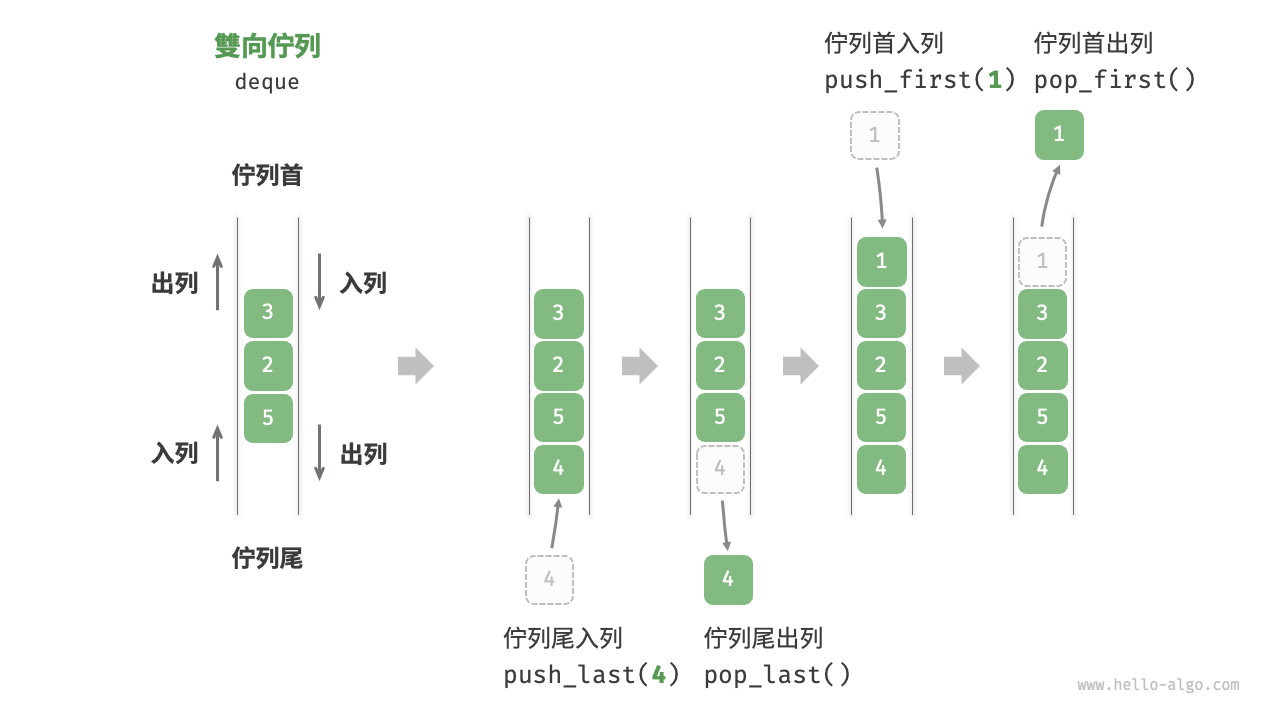 雙向佇列
deque
佇列首
出列
入列
3
2
5
入列
出列
佇列尾
3
2
5
4
4
佇列尾入列
push_last(4)
3
2
5
4
4
佇列尾出列
pop_last()
佇列首入列
push_first(1)
1
1
3
2
5
4
佇列首出列
pop_first()
1
1
3
2
5
4
www.hello-algo.com